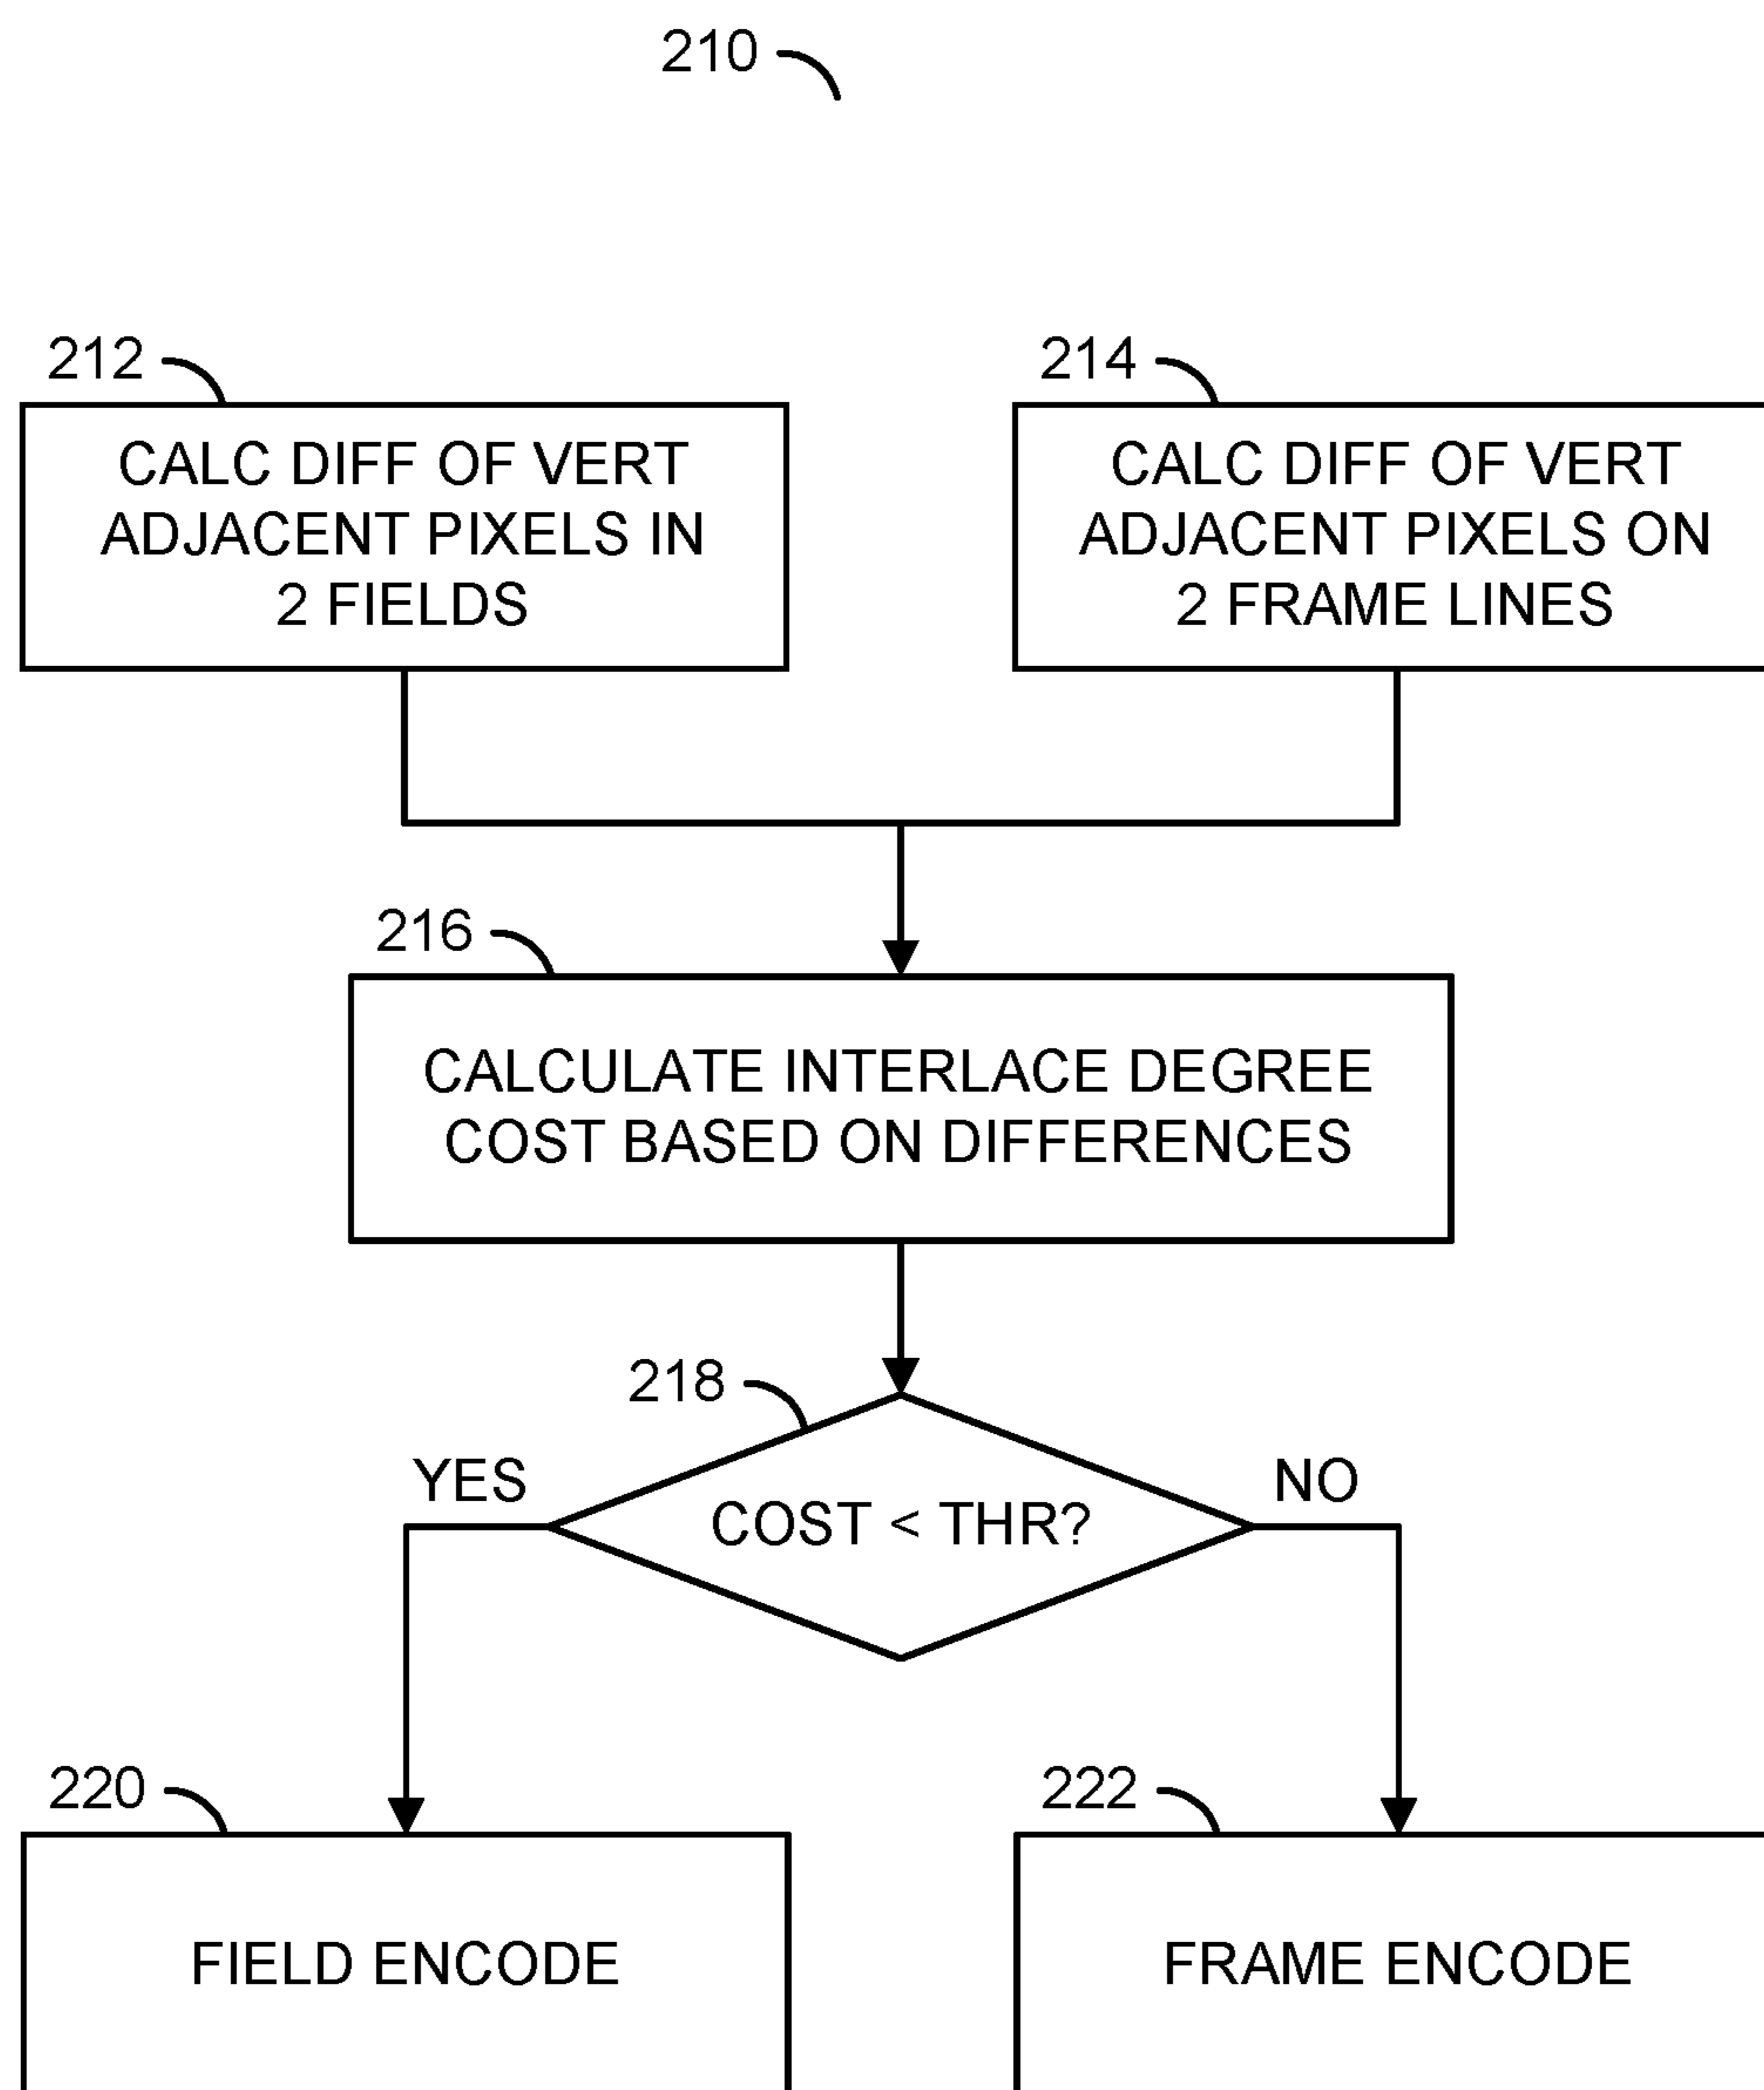 210
212
CALC DIFF OF VERT
ADJACENT PIXELS IN
2 FIELDS
214
CALC DIFF OF VERT
ADJACENT PIXELS ON
2 FRAME LINES
216
CALCULATE INTERLACE DEGREE
COST BASED ON DIFFERENCES
218
YES
COST < THR?
NO
220
FIELD ENCODE
222
FRAME ENCODE